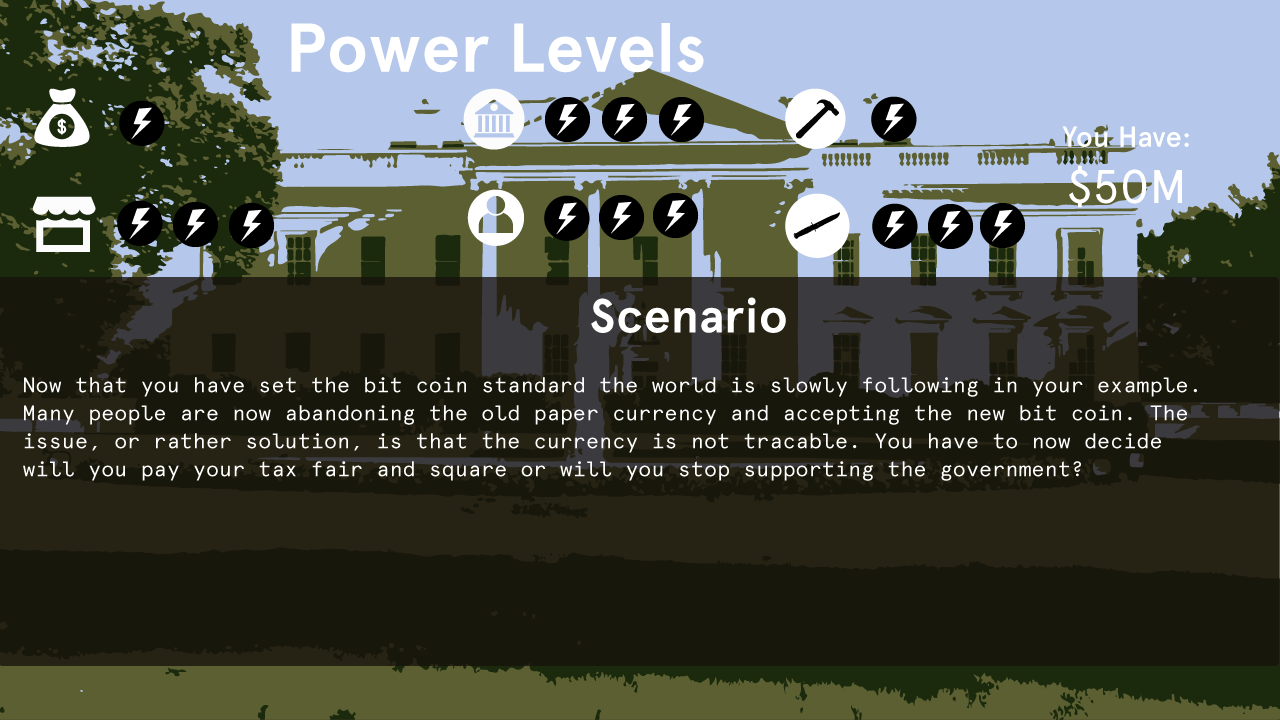 Power Levels
$
You Have:
$50M
Scenario
Now that you have set the bit coin standard the world is slowly following in your example.
Many people are now abandoning the old paper currency and accepting the new bit coin. The
issue, or rather solution, is that the currency is not tracable. You have to now decide
will you pay your tax fair and square or will you stop supporting the government?